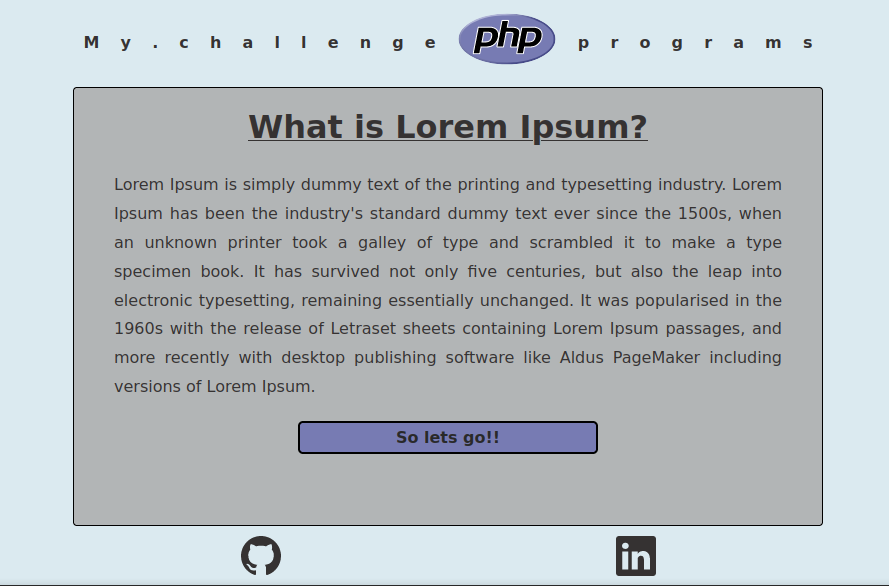 My.challenge php programs
What is Lorem Ipsum?
Lorem Ipsum is simply dummy text of the printing and typesetting industry. Lorem
Ipsum has been the industry's standard dummy text ever since the 1500s, when
an unknown printer took a galley of type and scrambled it to make a type
specimen book. It has survived not only five centuries, but also the leap into
electronic typesetting, remaining essentially unchanged. It was popularised in the
1960s with the release of Letraset sheets containing Lorem Ipsum passages, and
more recently with desktop publishing software like Aldus PageMaker including
versions of Lorem Ipsum.
So lets go!!
in